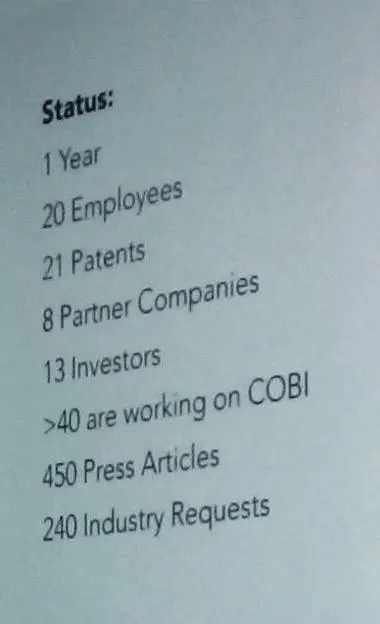 Status:
1 Year
20 Employees
21 Patents
8 Partner Companies
13 Investors
>40 are working on COBI
450 Press Articles
240 Industry Requests